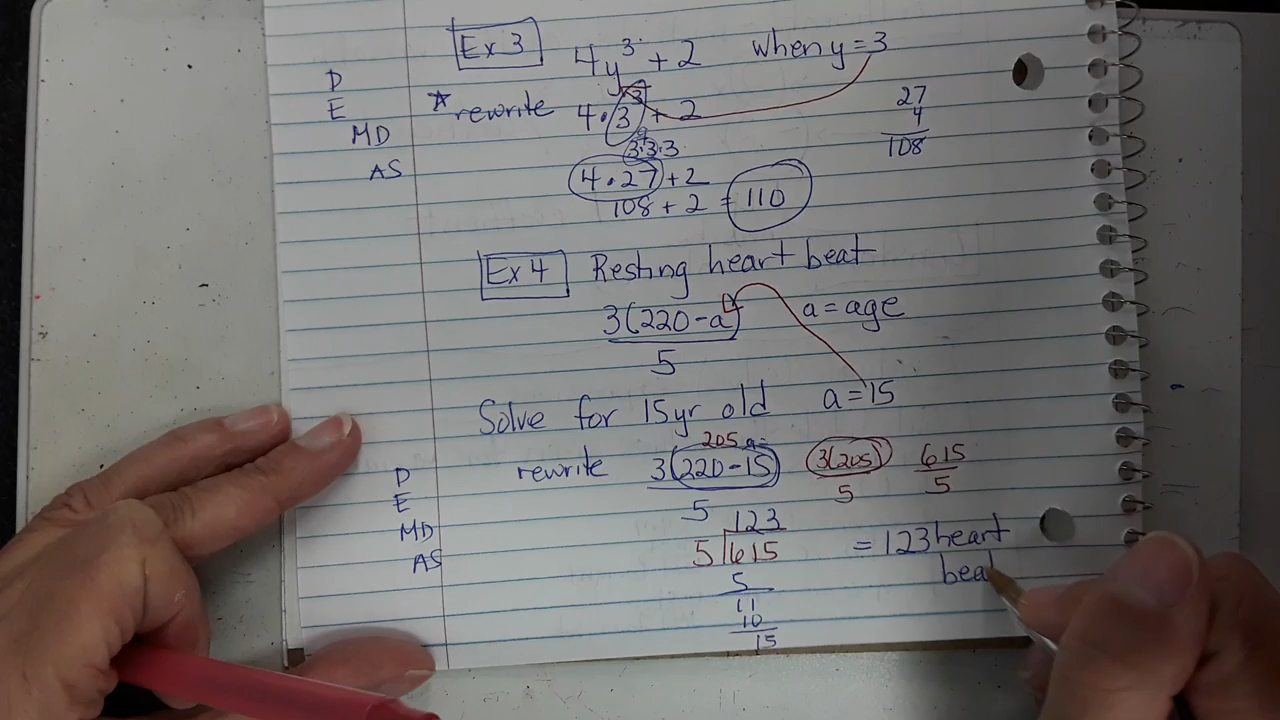 Ex 3 4y³ + 2 when y = 3
P
E * rewrite 4 • 3³ + 2 27
MD 3·3·3 4
AS 4 • 27 + 2 108
108 + 2 = 110
Ex 4 Resting heart beat
3(220 - a) a = age
5
Solve for 15yr old a = 15
205
P rewrite 3(220 - 15) 3(205) 615
E 5 5 5
MD 123
AS 5 615 = 123 heart
5 beat
11
10
15